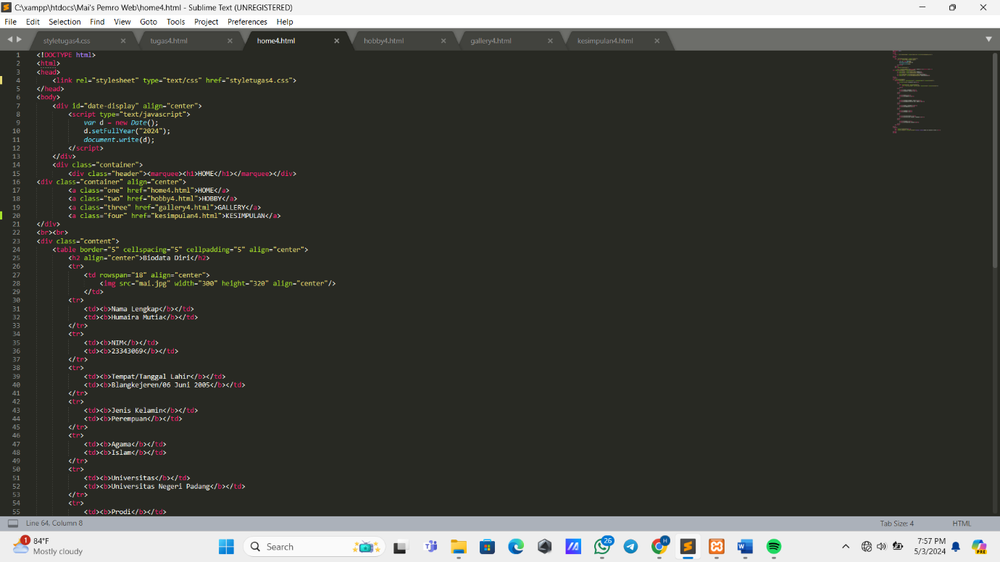 C:\xampp\htdocs\Mai's Pemro Web\home4.html - Sublime Text (UNREGISTERED)
File Edit Selection Find View Goto Tools Project Preferences Help
styletugas4.css tugas4.html home4.html hobby4.html gallery4.html kesimpulan4.html
1 <!DOCTYPE html>
2 <html>
3 <head>
4 <link rel="stylesheet" type="text/css" href="styletugas4.css">
5 </head>
6 <body>
7 <div id="date-display" align="center">
8 <script type="text/javascript">
9 var d = new Date();
10 d.setFullYear("2024");
11 document.write(d);
12 </script>
13 </div>
14 <div class="container">
15 <div class="header"><marquee><h1>HOME</h1></marquee></div>
16 <div class="container" align="center">
17 <a class="one" href="home4.html">HOME</a>
18 <a class="two" href="hobby4.html">HOBBY</a>
19 <a class="three" href="gallery4.html">GALLERY</a>
20 <a class="four" href="kesimpulan4.html">KESIMPULAN</a>
21 </div>
22 <br><br>
23 <div class="content">
24 <table border="5" cellspacing="5" cellpadding="5" align="center">
25 <h2 align="center">Biodata Diri</h2>
26 <tr>
27 <td rowspan="18" align="center">
28 <img src="mai.jpg" width="300" height="320" align="center"/>
29 </td>
30 <tr>
31 <td><b>Nama Lengkap</b></td>
32 <td><b>Humaira Mutia</b></td>
33 </tr>
34 <tr>
35 <td><b>NIM</b></td>
36 <td><b>23343069</b></td>
37 </tr>
38 <tr>
39 <td><b>Tempat/Tanggal Lahir</b></td>
40 <td><b>Blangkejeren/06 Juni 2005</b></td>
41 </tr>
42 <tr>
43 <td><b>Jenis Kelamin</b></td>
44 <td><b>Perempuan</b></td>
45 </tr>
46 <tr>
47 <td><b>Agama</b></td>
48 <td><b>Islam</b></td>
49 </tr>
50 <tr>
51 <td><b>Universitas</b></td>
52 <td><b>Universitas Negeri Padang</b></td>
53 </tr>
54 <tr>
55 <td><b>Prodi</b></td>
Line 64, Column 8 Tab Size: 4 HTML
1 84°F
Mostly cloudy
Search
26
H
7:57 PM
5/3/2024
PRE